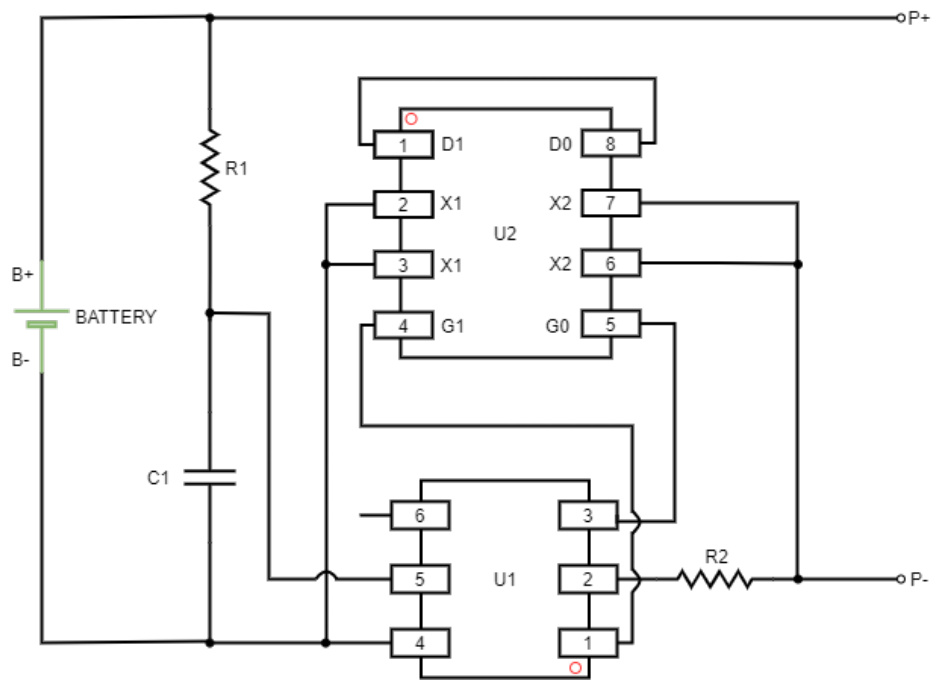 P+
1 D1 D0 8
R1
2 X1 X2 7
U2
3 X1 X2 6
B+
BATTERY
4 G1 G0 5
B-
C1
6 3
R2
5 U1 2 P-
4 1